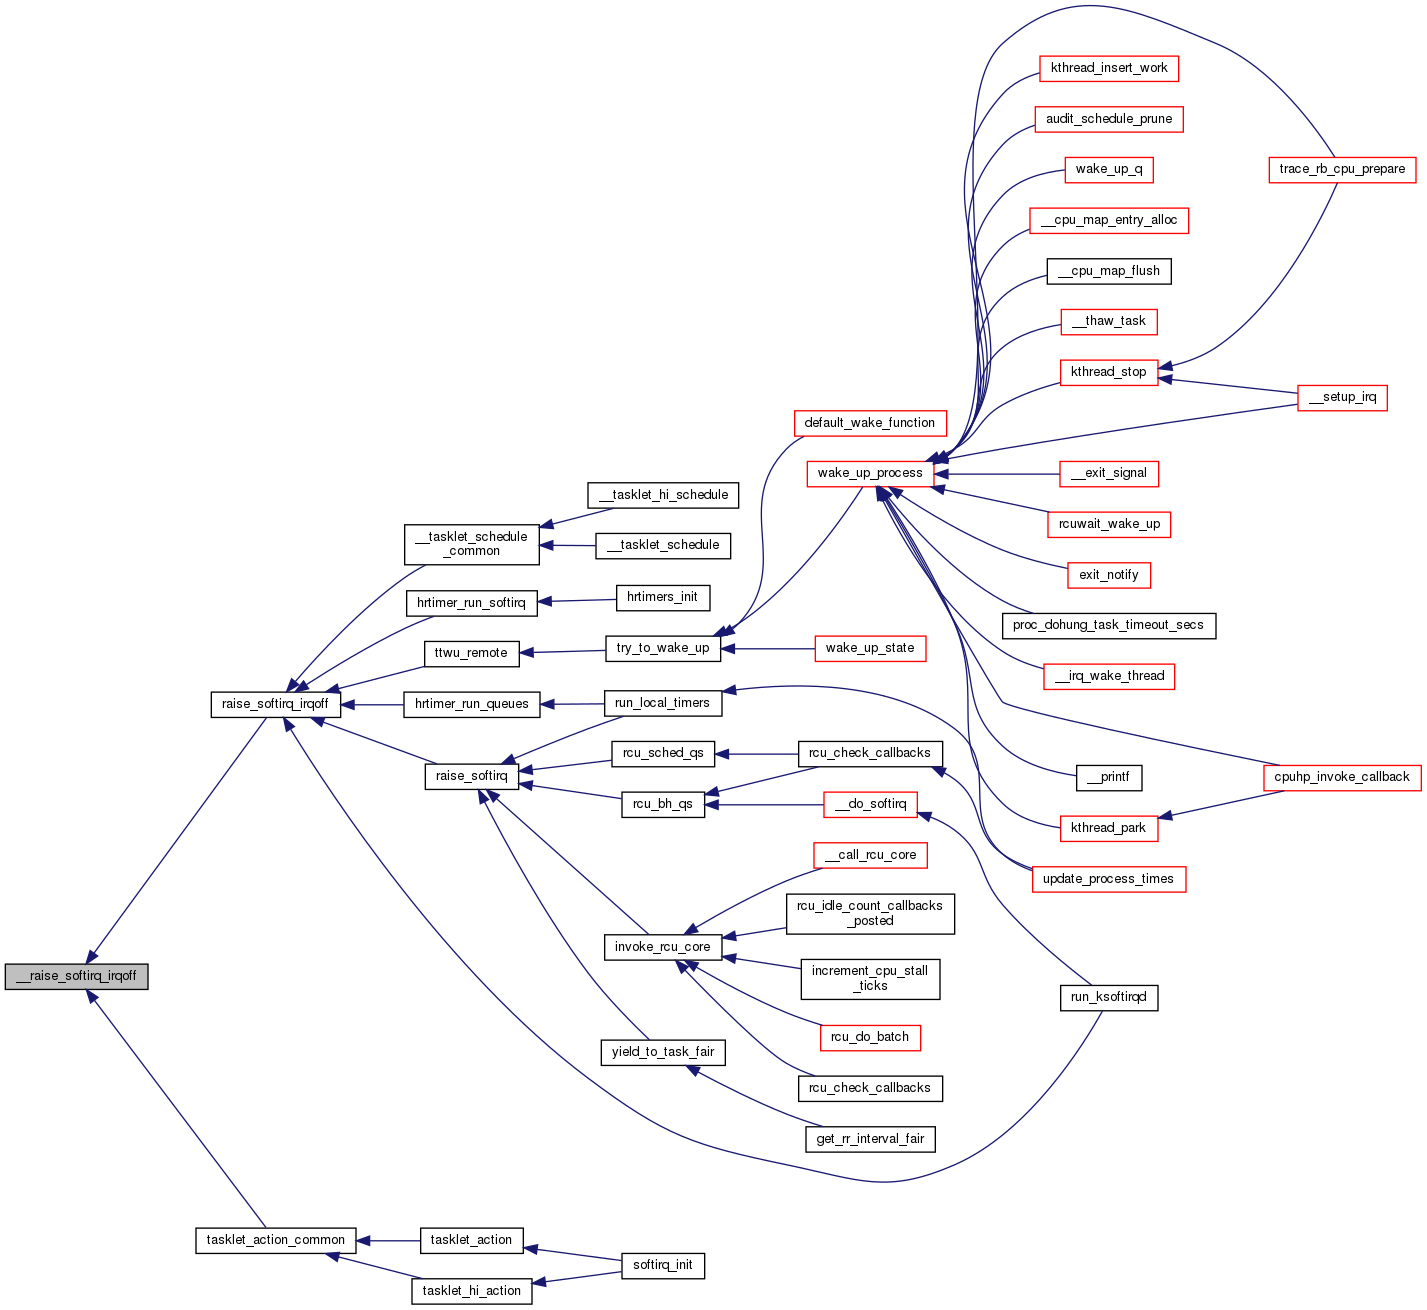 kthread_insert_work
audit_schedule_prune
wake_up_q
trace_rb_cpu_prepare
__cpu_map_entry_alloc
__cpu_map_flush
__thaw_task
kthread_stop
__setup_irq
default_wake_function
wake_up_process
__exit_signal
__tasklet_hi_schedule
rcuwait_wake_up
__tasklet_schedule
_common
__tasklet_schedule
exit_notify
hrtimer_run_softirq
hrtimers_init
proc_dohung_task_timeout_secs
ttwu_remote
try_to_wake_up
wake_up_state
__irq_wake_thread
raise_softirq_irqoff
hrtimer_run_queues
run_local_timers
rcu_sched_qs
rcu_check_callbacks
raise_softirq
__printf
cpuhp_invoke_callback
rcu_bh_qs
__do_softirq
kthread_park
__call_rcu_core
update_process_times
rcu_idle_count_callbacks
_posted
invoke_rcu_core
__raise_softirq_irqoff
increment_cpu_stall
_ticks
run_ksoftirqd
rcu_do_batch
yield_to_task_fair
rcu_check_callbacks
get_rr_interval_fair
tasklet_action_common
tasklet_action
softirq_init
tasklet_hi_action